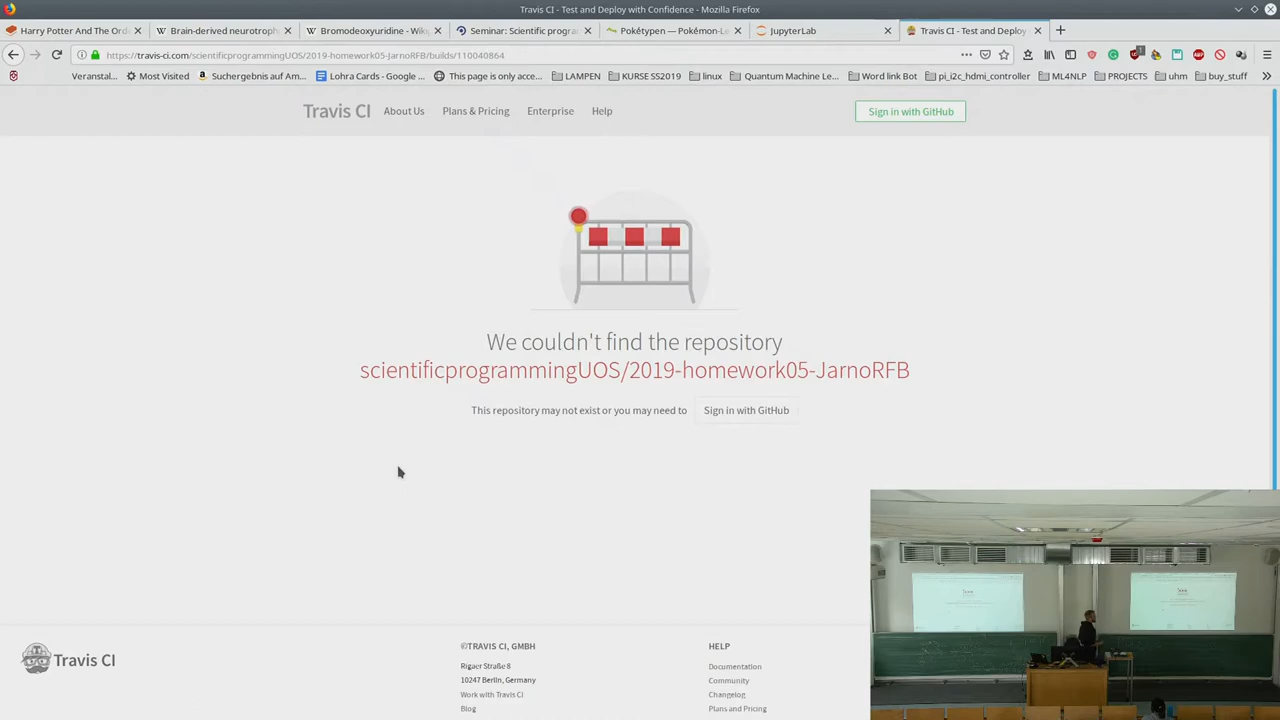 Travis CI - Test and Deploy with Confidence - Mozilla Firefox
Harry Potter And The Ord
Brain-derived neurotroph
Bromodeoxyuridine - Wiki
Seminar: Scientific progra
Pokétypen — Pokémon-Le
JupyterLab
Travis CI - Test and Deploy
https://travis-ci.com/scientificprogrammingUOS/2019-homework05-JarnoRFB/builds/110040864
Veranstal...
Most Visited
Suchergebnis auf Am...
Lohra Cards - Google ...
This page is only acce...
LAMPEN
KURSE SS2019
linux
Quantum Machine Le...
Word link Bot
pi_i2c_hdmi_controller
ML4NLP
PROJECTS
uhm
buy_stuff
Travis CI
About Us
Plans & Pricing
Enterprise
Help
Sign in with GitHub
We couldn't find the repository
scientificprogrammingUOS/2019-homework05-JarnoRFB
This repository may not exist or you may need to
Sign in with GitHub
Travis CI
©TRAVIS CI, GMBH
Rigaer Straße 8
10247 Berlin, Germany
Work with Travis CI
Blog
HELP
Documentation
Community
Changelog
Plans and Pricing